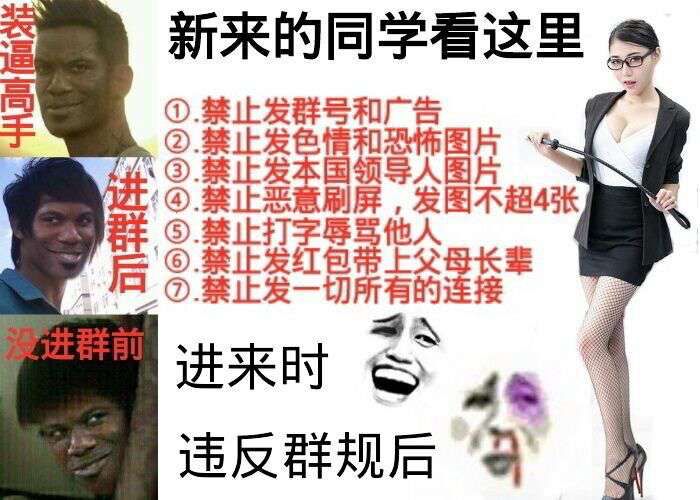 装逼高手
进群后
没进群前
新来的同学看这里
①.禁止发群号和广告
②.禁止发色情和恐怖图片
③.禁止发本国领导人图片
④.禁止恶意刷屏，发图不超4张
⑤.禁止打字辱骂他人
⑥.禁止发红包带上父母长辈
⑦.禁止发一切所有的连接
进来时
违反群规后